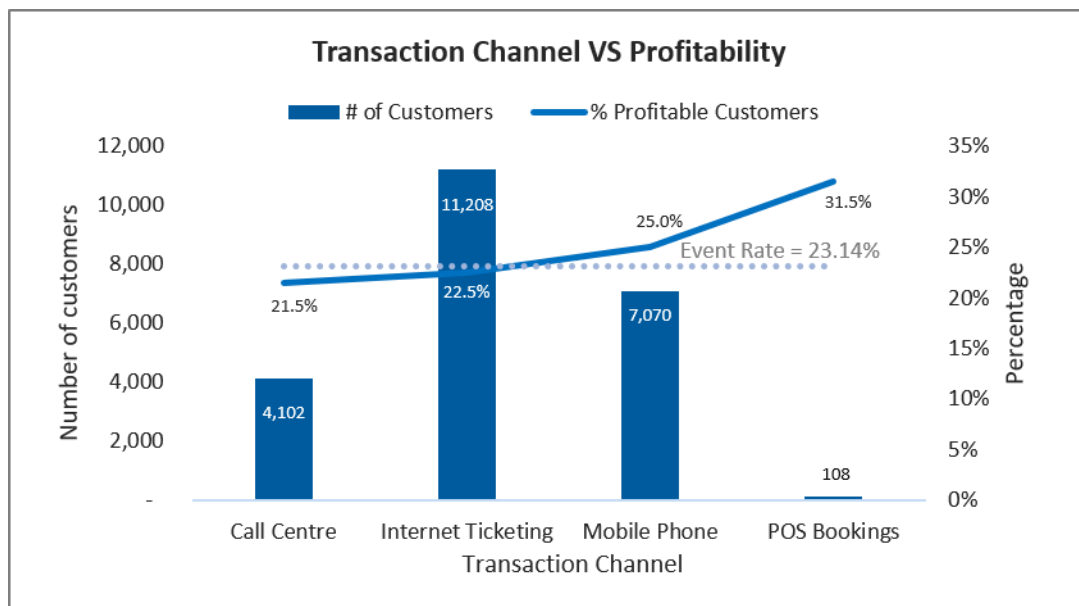 Transaction Channel VS Profitability
# of Customers
% Profitable Customers
12,000
10,000
8,000
6,000
4,000
2,000
-
Number of customers
35%
30%
25%
20%
15%
10%
5%
0%
Percentage
4,102
11,208
7,070
108
21.5%
22.5%
25.0%
31.5%
Event Rate = 23.14%
Call Centre
Internet Ticketing
Mobile Phone
POS Bookings
Transaction Channel